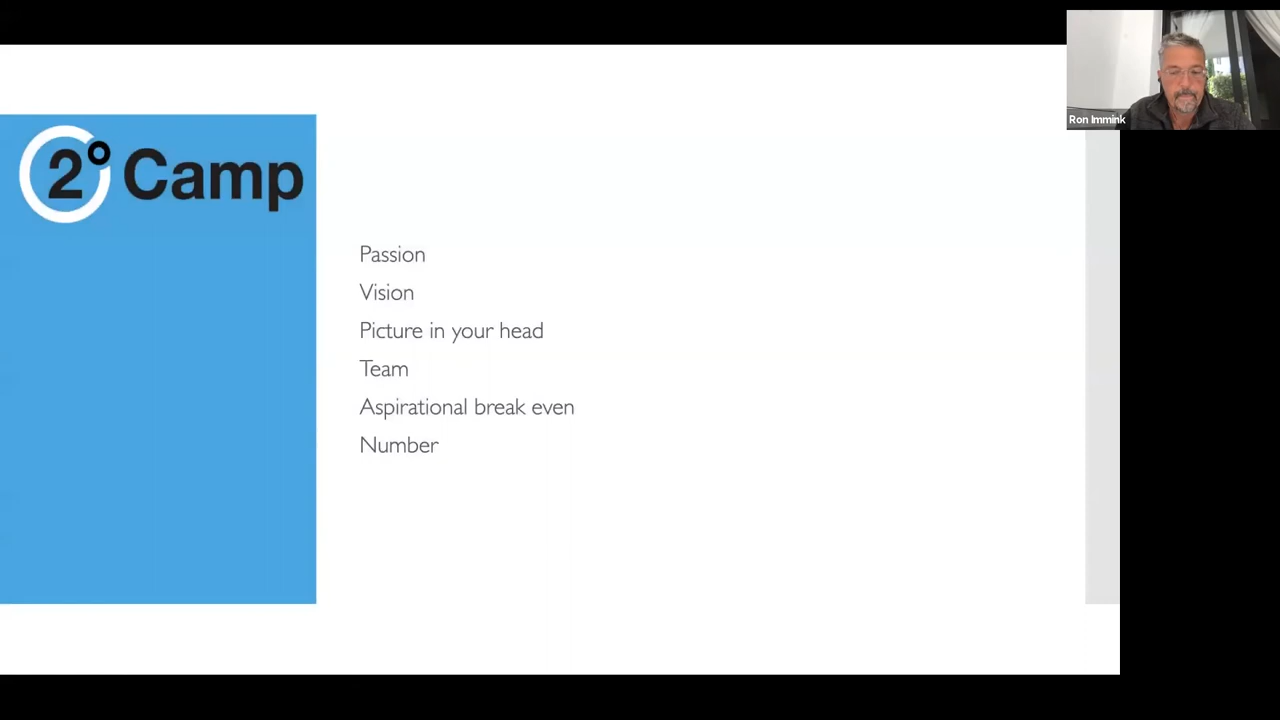 Ron Immink
2° Camp
Passion
Vision
Picture in your head
Team
Aspirational break even
Number